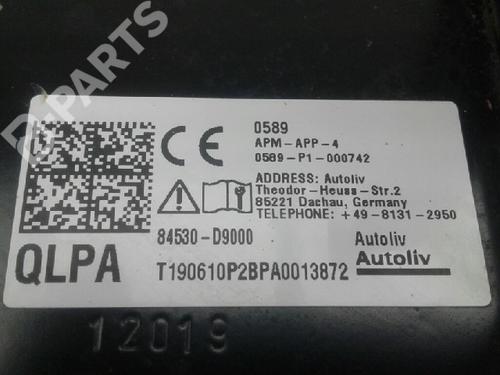 D-PARTS
CE
0589
APM-APP-4
0589-P1-000742
ADDRESS: Autoliv
Theodor-Heuss-Str.2
85221 Dachau, Germany
TELEPHONE: +49-8131-2950
84530-D9000
Autoliv
QLPA
T190610P2BPA0013872
Autoliv
12019